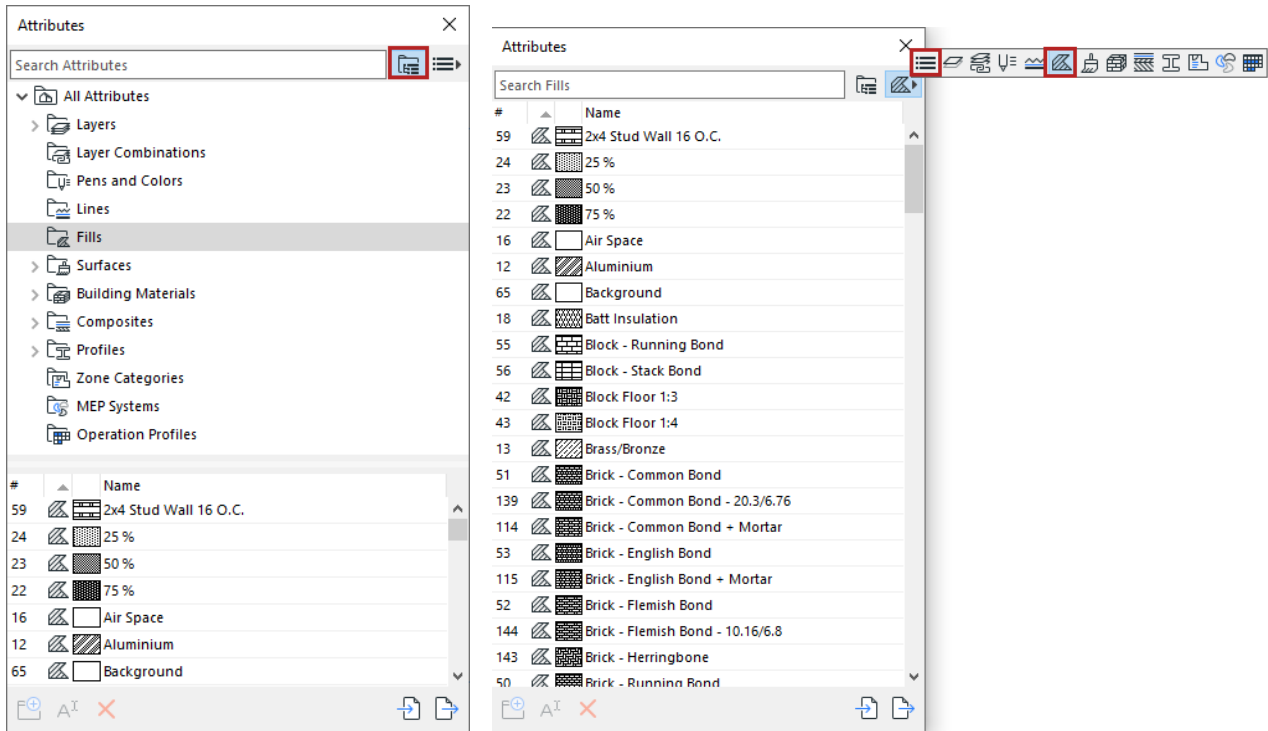 Attributes
Search Attributes
All Attributes
Layers
Layer Combinations
Pens and Colors
Lines
Fills
Surfaces
Building Materials
Composites
Profiles
Zone Categories
MEP Systems
Operation Profiles
# Name
59 2x4 Stud Wall 16 O.C.
24 25 %
23 50 %
22 75 %
16 Air Space
12 Aluminium
65 Background
Attributes
Search Fills
# Name
59 2x4 Stud Wall 16 O.C.
24 25 %
23 50 %
22 75 %
16 Air Space
12 Aluminium
65 Background
18 Batt Insulation
55 Block - Running Bond
56 Block - Stack Bond
42 Block Floor 1:3
43 Block Floor 1:4
13 Brass/Bronze
51 Brick - Common Bond
139 Brick - Common Bond - 20.3/6.76
114 Brick - Common Bond + Mortar
53 Brick - English Bond
115 Brick - English Bond + Mortar
52 Brick - Flemish Bond
144 Brick - Flemish Bond - 10.16/6.8
143 Brick - Herringbone
50 Brick - Running Bond